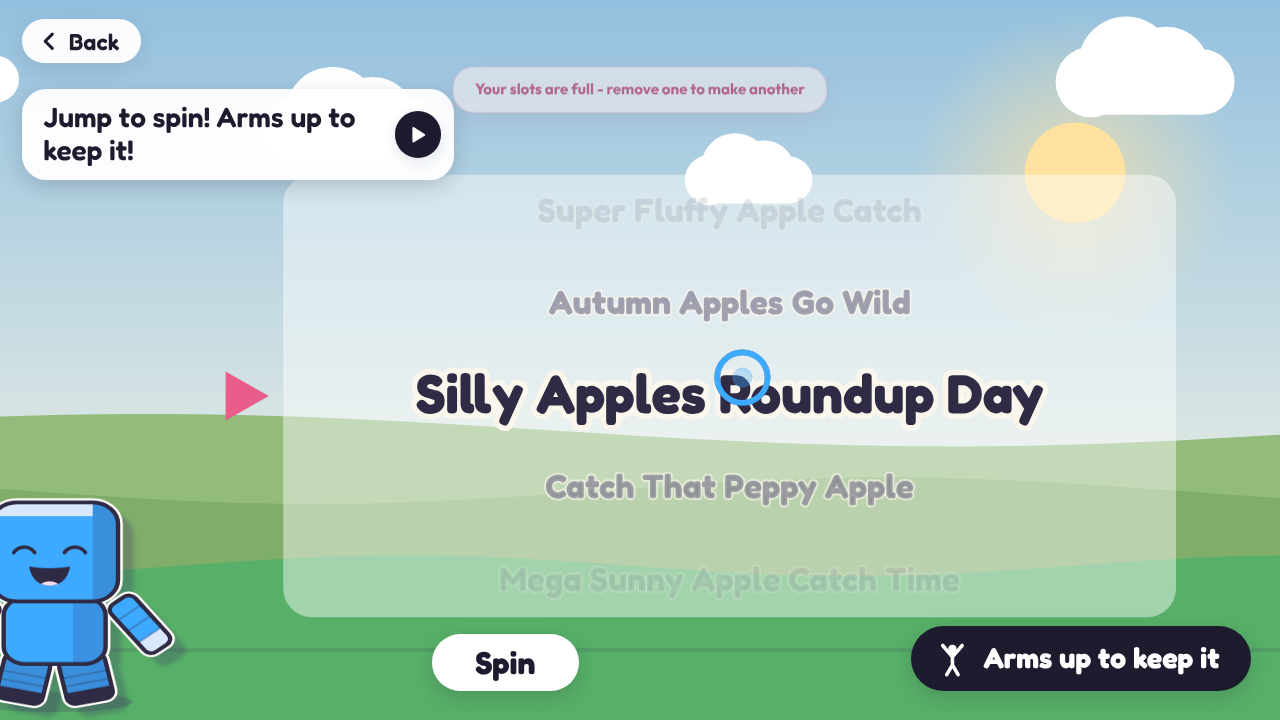 Back
Your slots are full - remove one to make another
Jump to spin! Arms up to
keep it!
Super Fluffy Apple Catch
Autumn Apples Go Wild
Silly Apples Roundup Day
Catch That Peppy Apple
Mega Sunny Apple Catch Time
Spin
Arms up to keep it